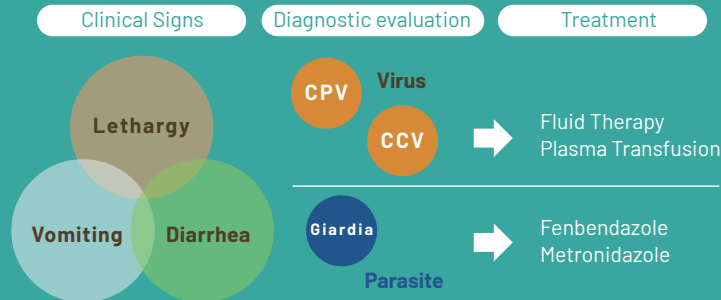 Clinical Signs
Diagnostic evaluation
Treatment
Lethargy
Vomiting
Diarrhea
CPV
Virus
CCV
Fluid Therapy
Plasma Transfusion
Giardia
Parasite
Fenbendazole
Metronidazole